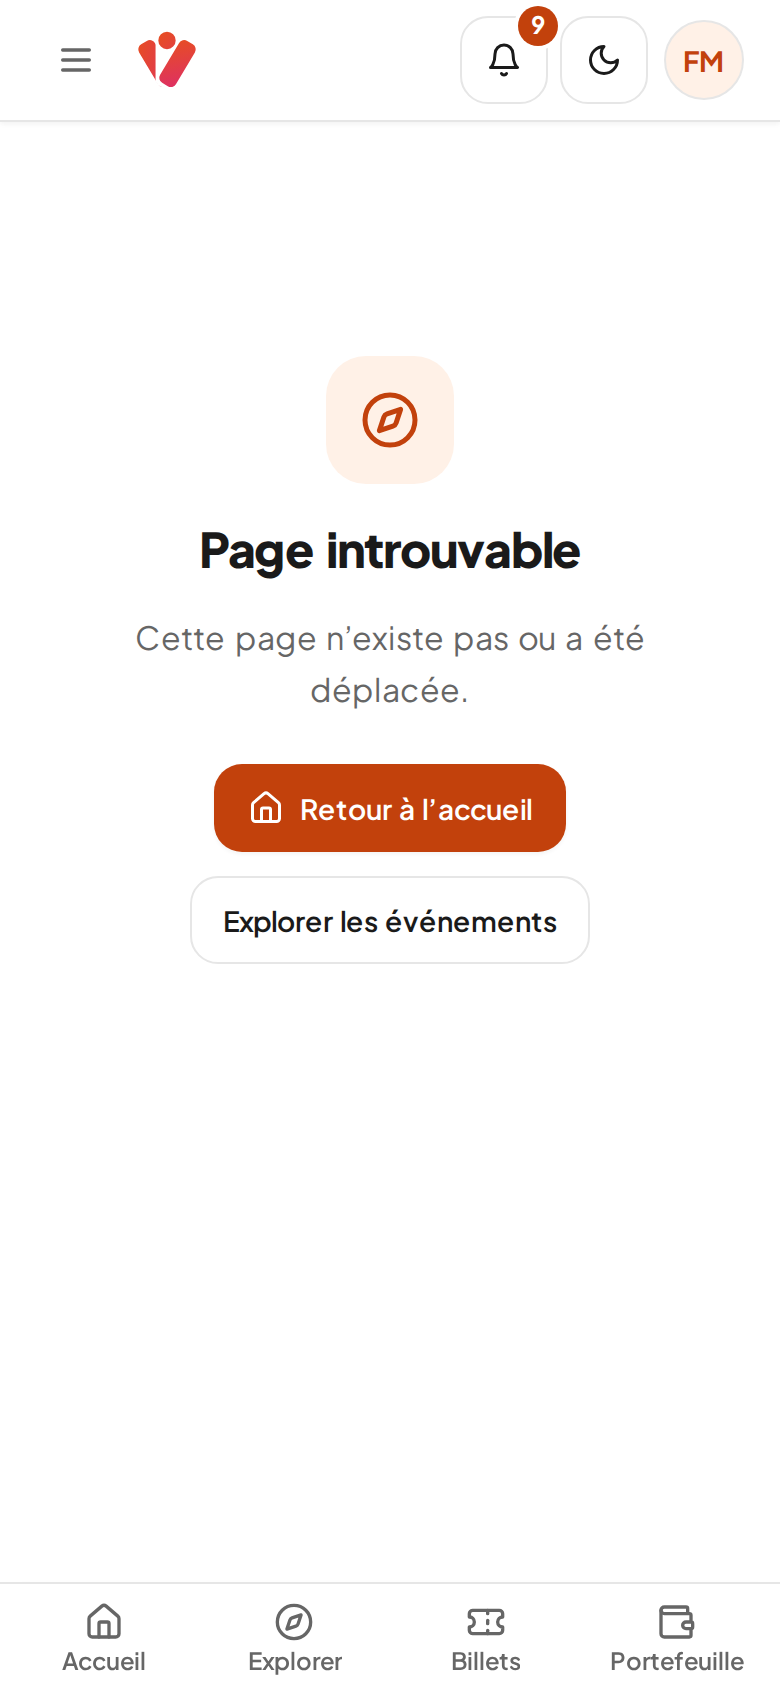 9
FM
Page introuvable
Cette page n’existe pas ou a été
déplacée.
Retour à l’accueil
Explorer les événements
Accueil
Explorer
Billets
Portefeuille